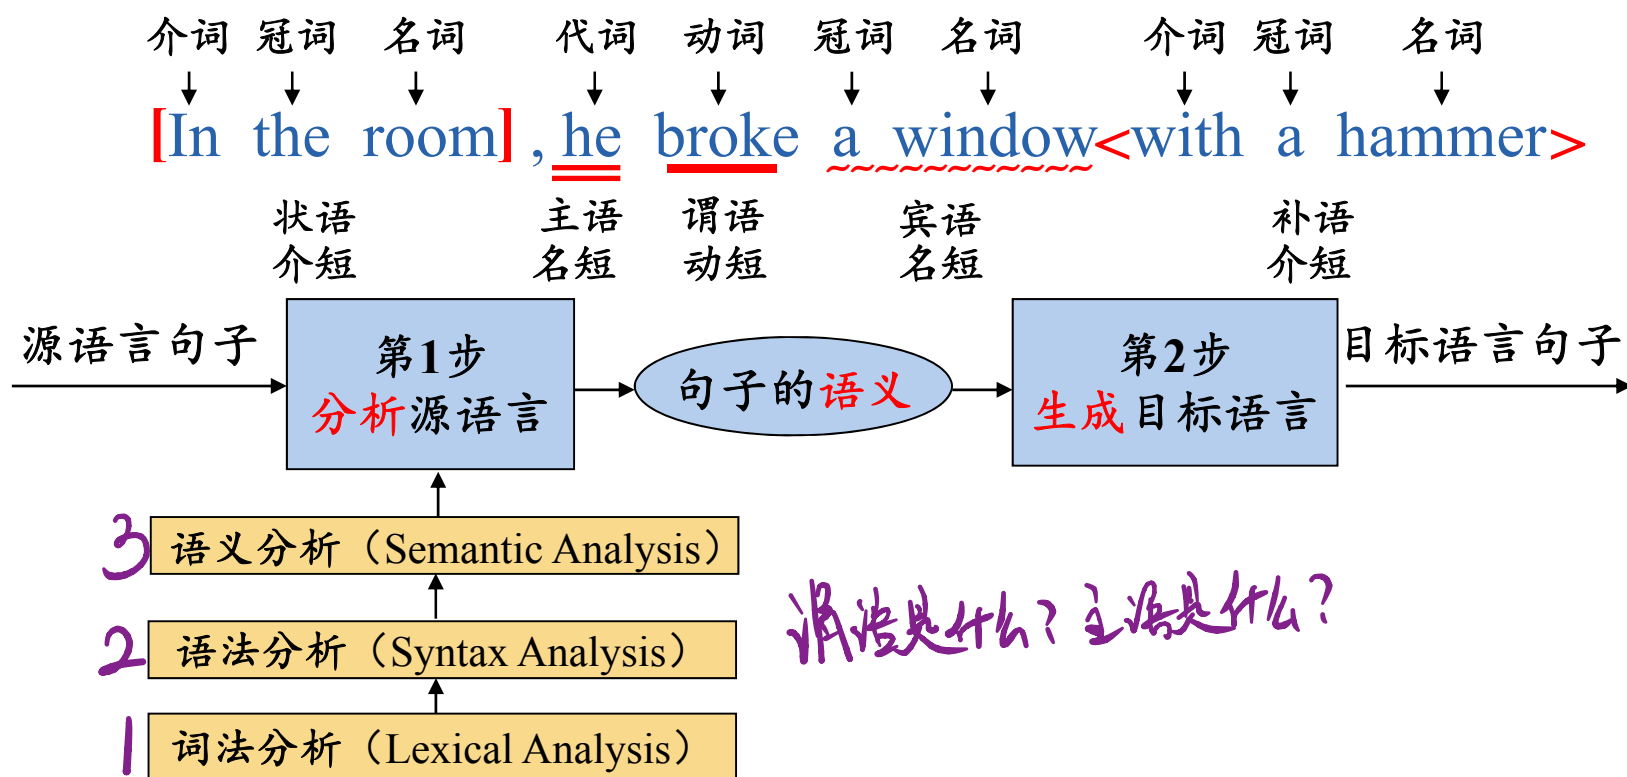 介词 冠词 名词 代词 动词 冠词 名词 介词 冠词 名词
[In the room] , he broke a window<with a hammer>
状语 主语 谓语 宾语 补语
介短 名短 动短 名短 介短
源语言句子
第1步
分析源语言
句子的语义
第2步
生成目标语言
目标语言句子
3 语义分析（Semantic Analysis）
2 语法分析（Syntax Analysis）
谓语是什么？主语是什么？
1 词法分析（Lexical Analysis）